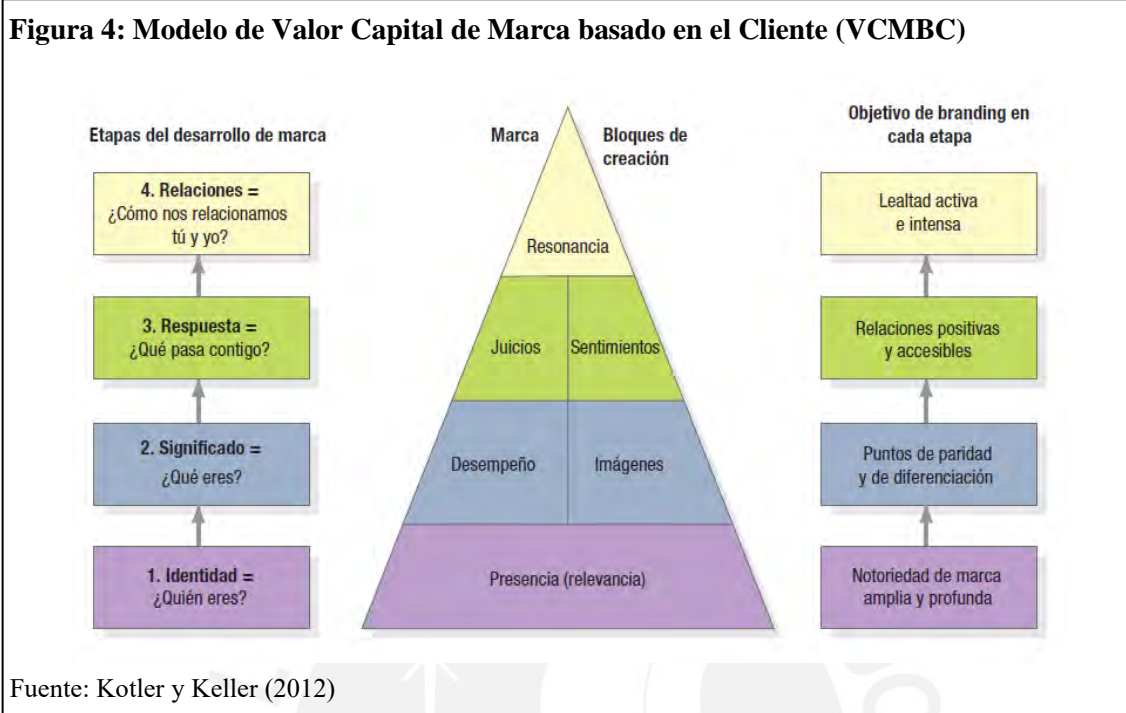 Figura 4: Modelo de Valor Capital de Marca basado en el Cliente (VCMBC)
Etapas del desarrollo de marca
4. Relaciones =
¿Cómo nos relacionamos
tú y yo?
3. Respuesta =
¿Qué pasa contigo?
2. Significado =
¿Qué eres?
1. Identidad =
¿Quién eres?
Marca
Bloques de
creación
Resonancia
Juicios
Sentimientos
Desempeño
Imágenes
Presencia (relevancia)
Objetivo de branding en
cada etapa
Lealtad activa
e intensa
Relaciones positivas
y accesibles
Puntos de paridad
y de diferenciación
Notoriedad de marca
amplia y profunda
Fuente: Kotler y Keller (2012)